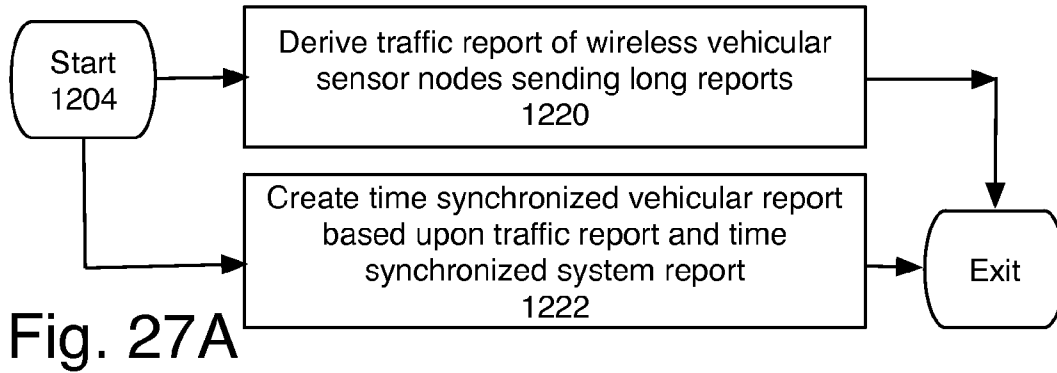 Start
1204
Derive traffic report of wireless vehicular
sensor nodes sending long reports
1220
Create time synchronized vehicular report
based upon traffic report and time
synchronized system report
1222
Exit
Fig. 27A